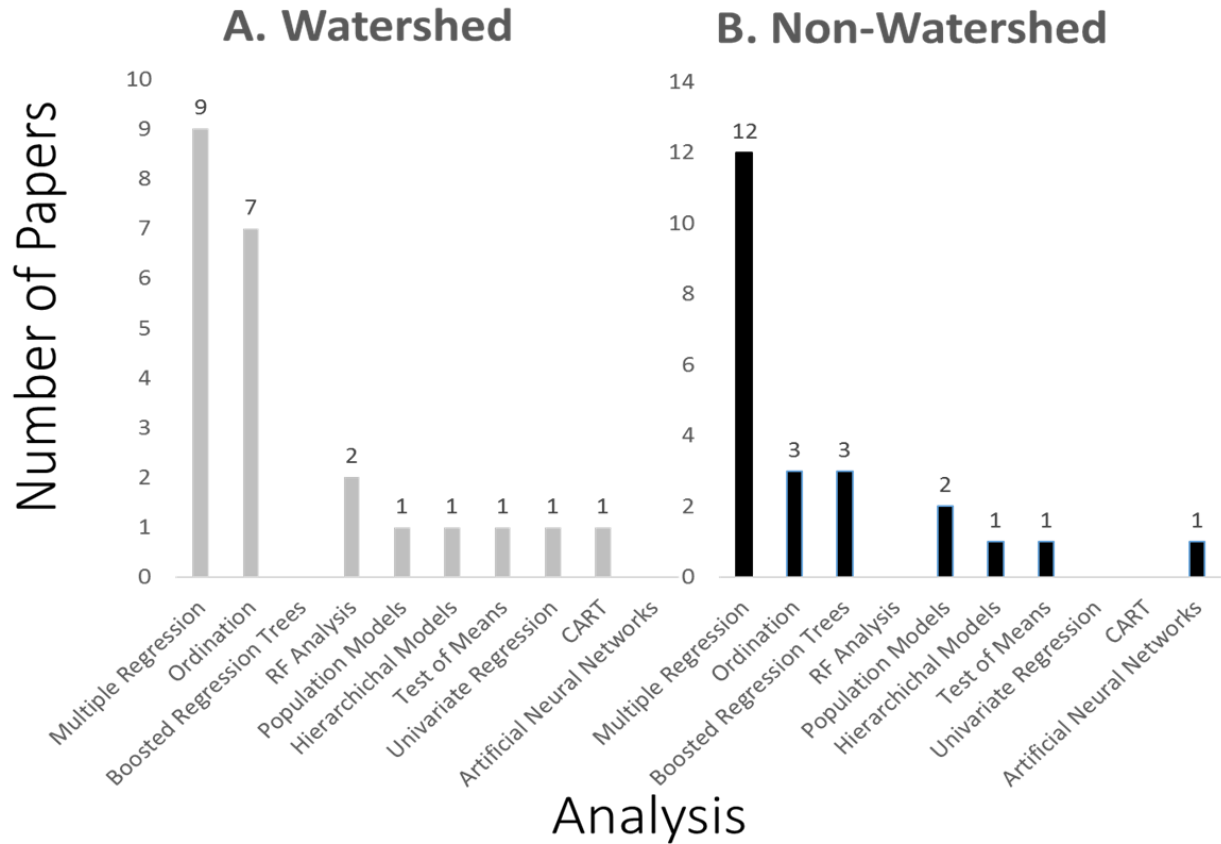 A. Watershed
Number of Papers
10
9
8
7
6
5
4
3
2
1
0
9
7
2
1
1
1
1
1
Multiple Regression
Ordination
Boosted Regression Trees
RF Analysis
Population Models
Hierarchichal Models
Test of Means
Univariate Regression
CART
Artificial Neural Networks
B. Non-Watershed
14
12
10
8
6
4
2
0
12
3
3
2
1
1
1
Multiple Regression
Ordination
Boosted Regression Trees
RF Analysis
Population Models
Hierarchichal Models
Test of Means
Univariate Regression
CART
Artificial Neural Networks
Analysis